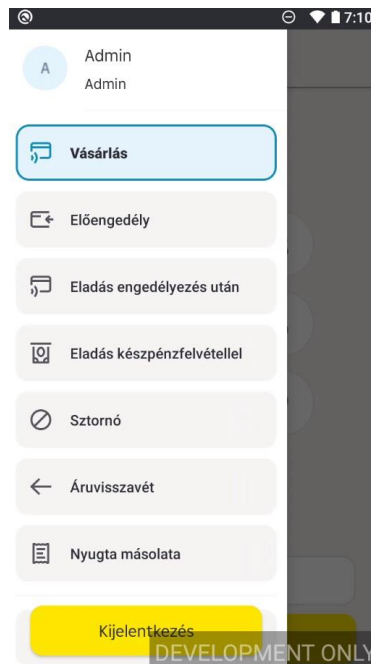 7:10
A
Admin
Admin
Vásárlás
Előengedély
Eladás engedélyezés után
Eladás készpénzfelvétellel
Sztornó
Áruvisszavét
Nyugta másolata
Kijelentkezés
DEVELOPMENT ONLY